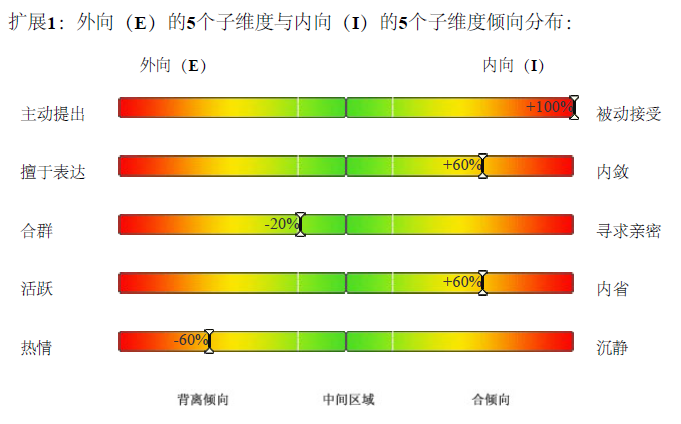 扩展1：外向（E）的5个子维度与内向（I）的5个子维度倾向分布：
外向（E） 内向（I）
主动提出 +100% 被动接受
擅于表达 +60% 内敛
合群 -20% 寻求亲密
活跃 +60% 内省
热情 -60% 沉静
背离倾向 中间区域 合倾向